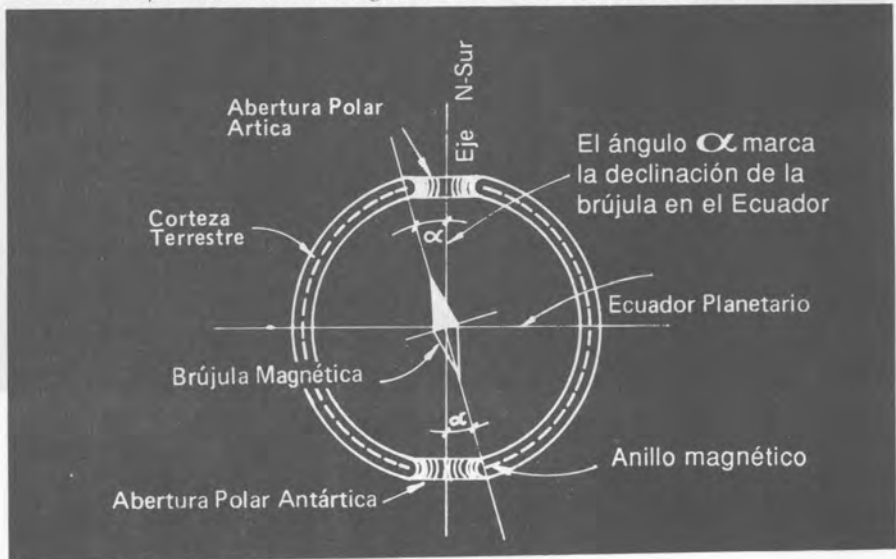 Eje N-Sur
Abertura Polar
Artica
El ángulo α marca
la declinación de la
brújula en el Ecuador
Corteza
Terrestre
α
Ecuador Planetario
Brújula Magnética
α
Anillo magnético
Abertura Polar Antártica